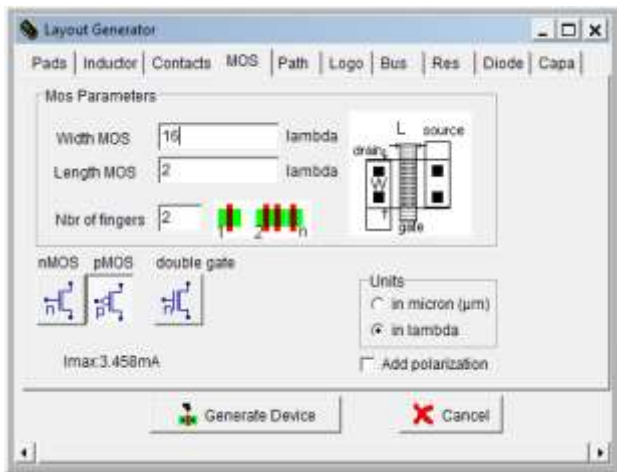 Layout Generator
Pads Inductor Contacts MOS Path Logo Bus Res Diode Capa
Mos Parameters
Width MOS 16 lambda
Length MOS 2 lambda
Nbr of fingers 2
1 2 n
L source
drain
W
gate
nMOS pMOS double gate
n p n
Units
in micron (µm)
in lambda
Imax:3.458mA
Add polarization
Generate Device Cancel